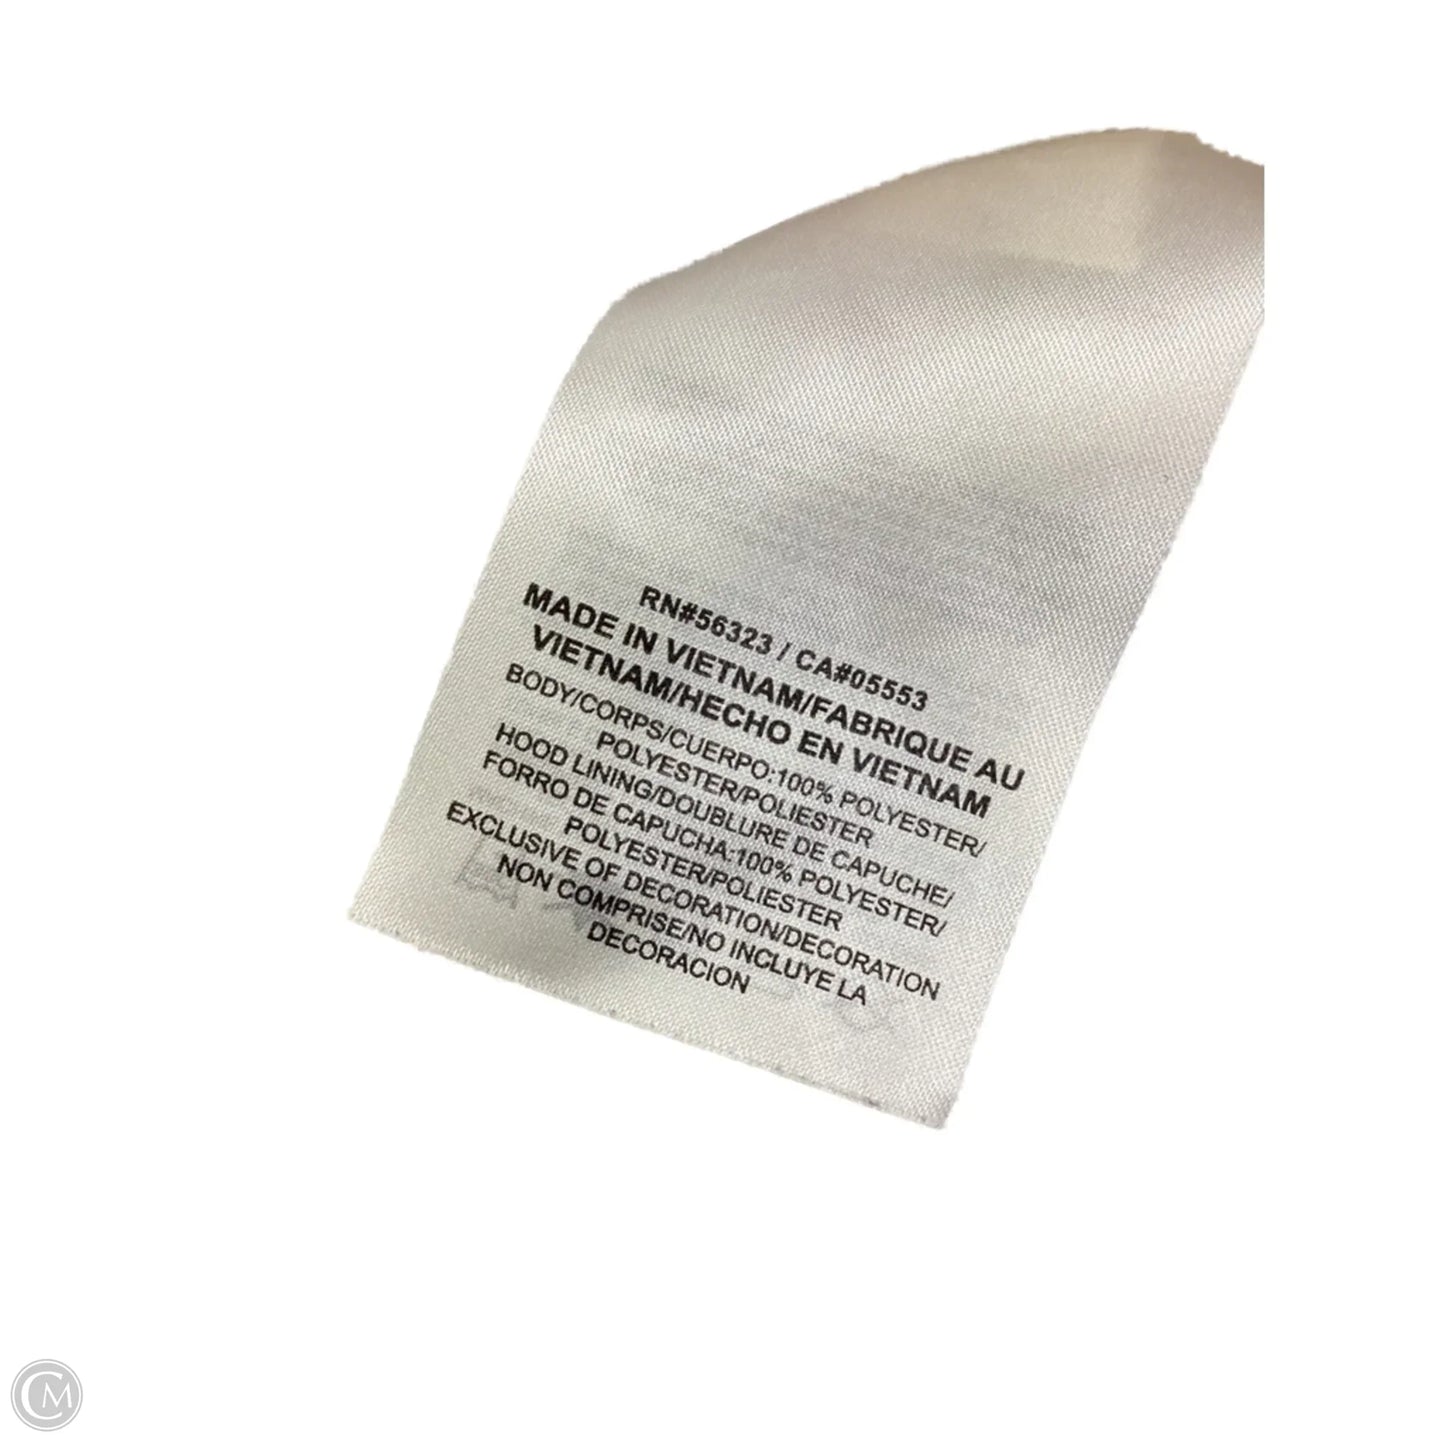 RN#56323 / CA#05553
MADE IN VIETNAM/FABRIQUE AU
VIETNAM/HECHO EN VIETNAM
BODY/CORPS/CUERPO:100% POLYESTER/
POLYESTER/POLIESTER
HOOD LINING/DOUBLURE DE CAPUCHE/
FORRO DE CAPUCHA:100% POLYESTER/
POLYESTER/POLIESTER
EXCLUSIVE OF DECORATION/DECORATION
NON COMPRISE/NO INCLUYE LA
DECORACION
CM